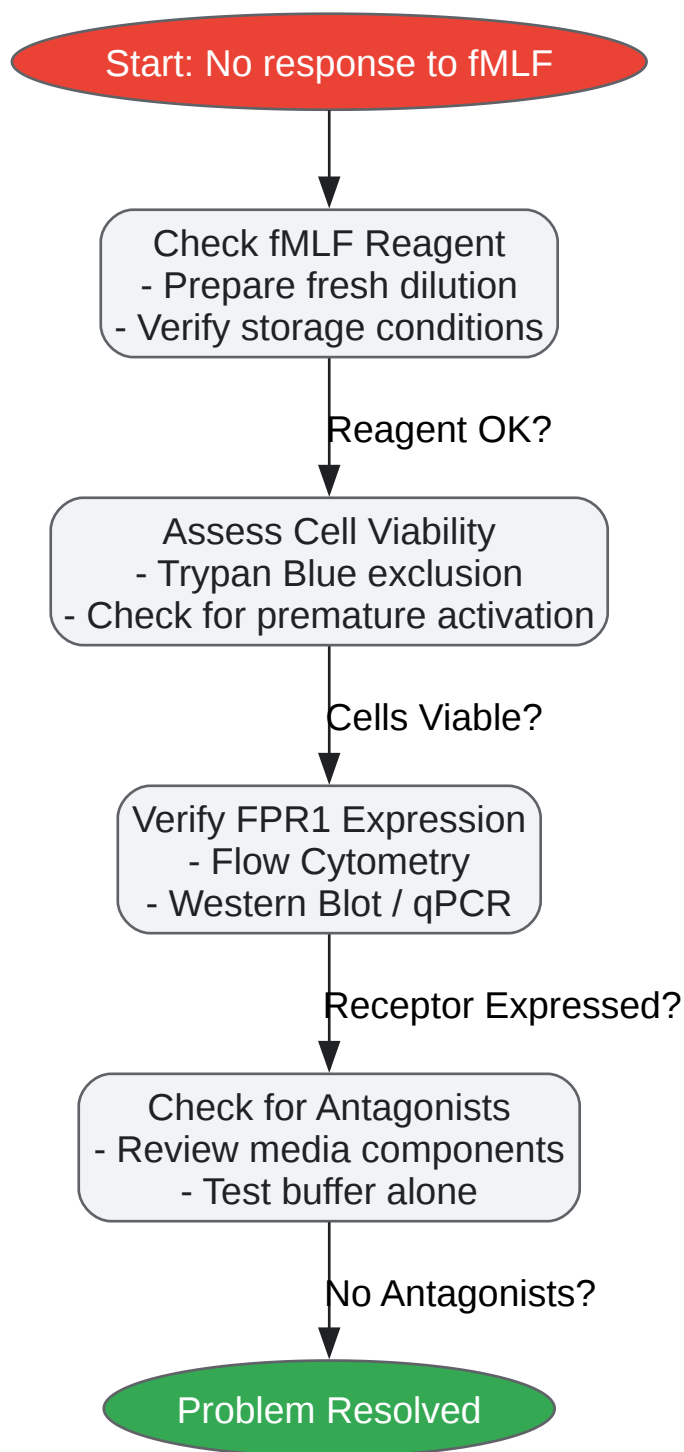 Start: No response to fMLF
Check fMLF Reagent
- Prepare fresh dilution
- Verify storage conditions
Reagent OK?
Assess Cell Viability
- Trypan Blue exclusion
- Check for premature activation
Cells Viable?
Verify FPR1 Expression
- Flow Cytometry
- Western Blot / qPCR
Receptor Expressed?
Check for Antagonists
- Review media components
- Test buffer alone
No Antagonists?
Problem Resolved